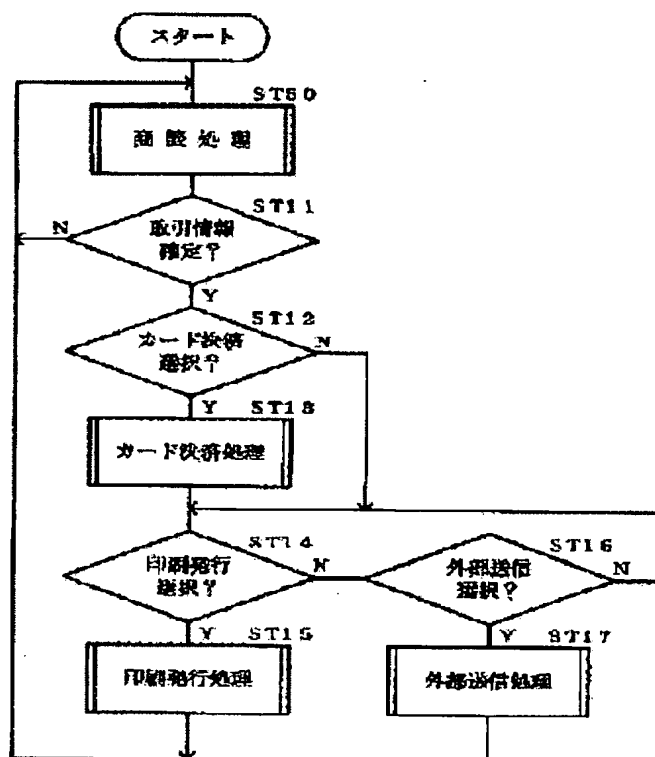 スタート
ST50
商談処理
ST11
取引情報
確定?
N
Y
ST12
カード決済
選択?
N
Y
ST13
カード決済処理
ST14
印刷発行
選択?
N
ST16
外部送信
選択?
N
Y
ST15
印刷発行処理
Y
ST17
外部送信処理